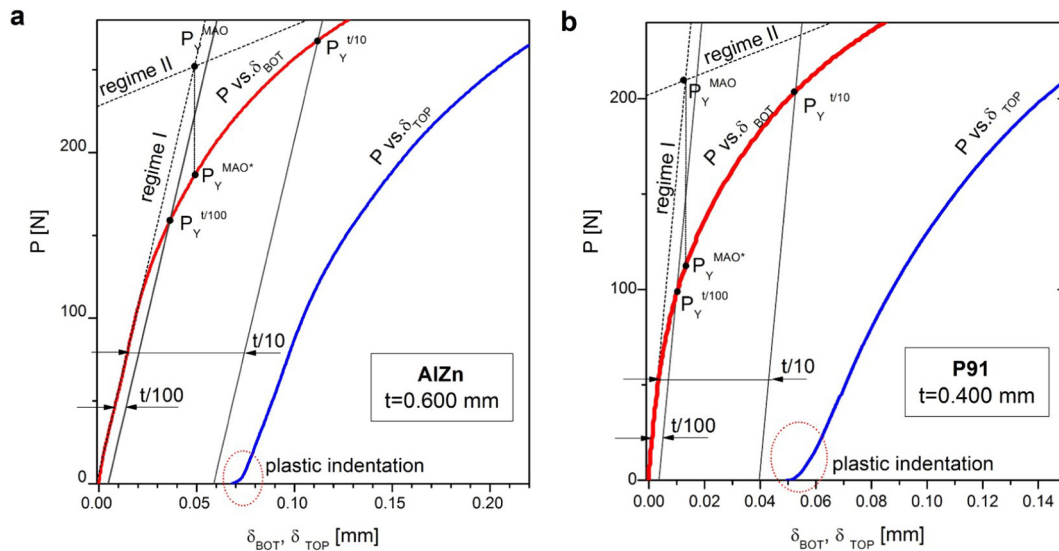 a
P_Y^MAO
P_Y^t/10
regime II
P vs.δ_BOT
P vs.δ_TOP
regime I
P_Y^MAO*
P_Y^t/100
t/10
t/100
AlZn
t=0.600 mm
plastic indentation
P [N]
200
100
0
0.00 0.05 0.10 0.15 0.20
δ_BOT, δ_TOP [mm]
b
regime II
P_Y^MAO
P_Y^t/10
P vs.δ_BOT
P vs.δ_TOP
regime I
P_Y^MAO*
P_Y^t/100
t/10
t/100
P91
t=0.400 mm
plastic indentation
P [N]
200
100
0
0.00 0.02 0.04 0.06 0.08 0.10 0.12 0.14
δ_BOT, δ_TOP [mm]